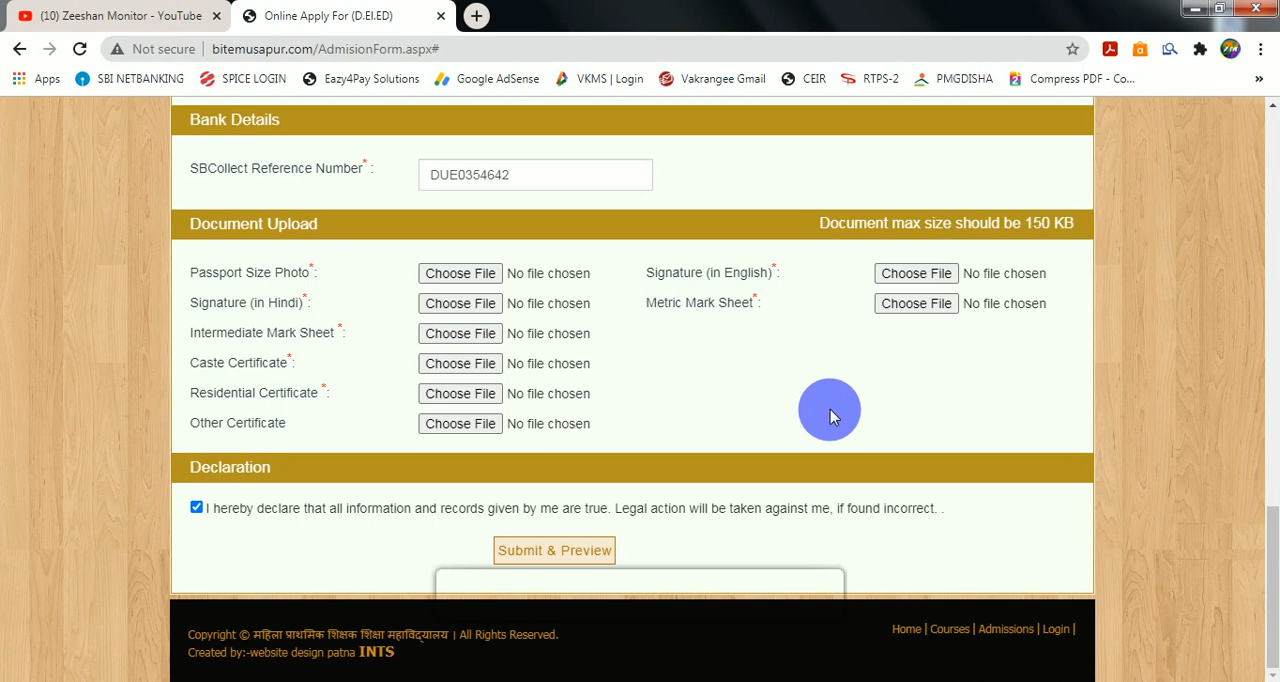 (10) Zeeshan Monitor - YouTube
Online Apply For (D.El.ED)
Not secure | bitemusapur.com/AdmisionForm.aspx#
Apps SBI NETBANKING SPICE LOGIN Eazy4Pay Solutions Google AdSense VKMS | Login Vakrangee Gmail CEIR RTPS-2 PMGDISHA Compress PDF - Co... »
Bank Details
SBCollect Reference Number* : DUE0354642
Document Upload Document max size should be 150 KB
Passport Size Photo*: Choose File No file chosen Signature (in English)*: Choose File No file chosen
Signature (in Hindi)*: Choose File No file chosen Metric Mark Sheet*: Choose File No file chosen
Intermediate Mark Sheet *: Choose File No file chosen
Caste Certificate*: Choose File No file chosen
Residential Certificate *: Choose File No file chosen
Other Certificate Choose File No file chosen
Declaration
I hereby declare that all information and records given by me are true. Legal action will be taken against me, if found incorrect. .
Submit & Preview
Copyright © महिला प्राथमिक शिक्षक शिक्षा महाविद्यालय । All Rights Reserved. Home | Courses | Admissions | Login |
Created by:-website design patna INTS